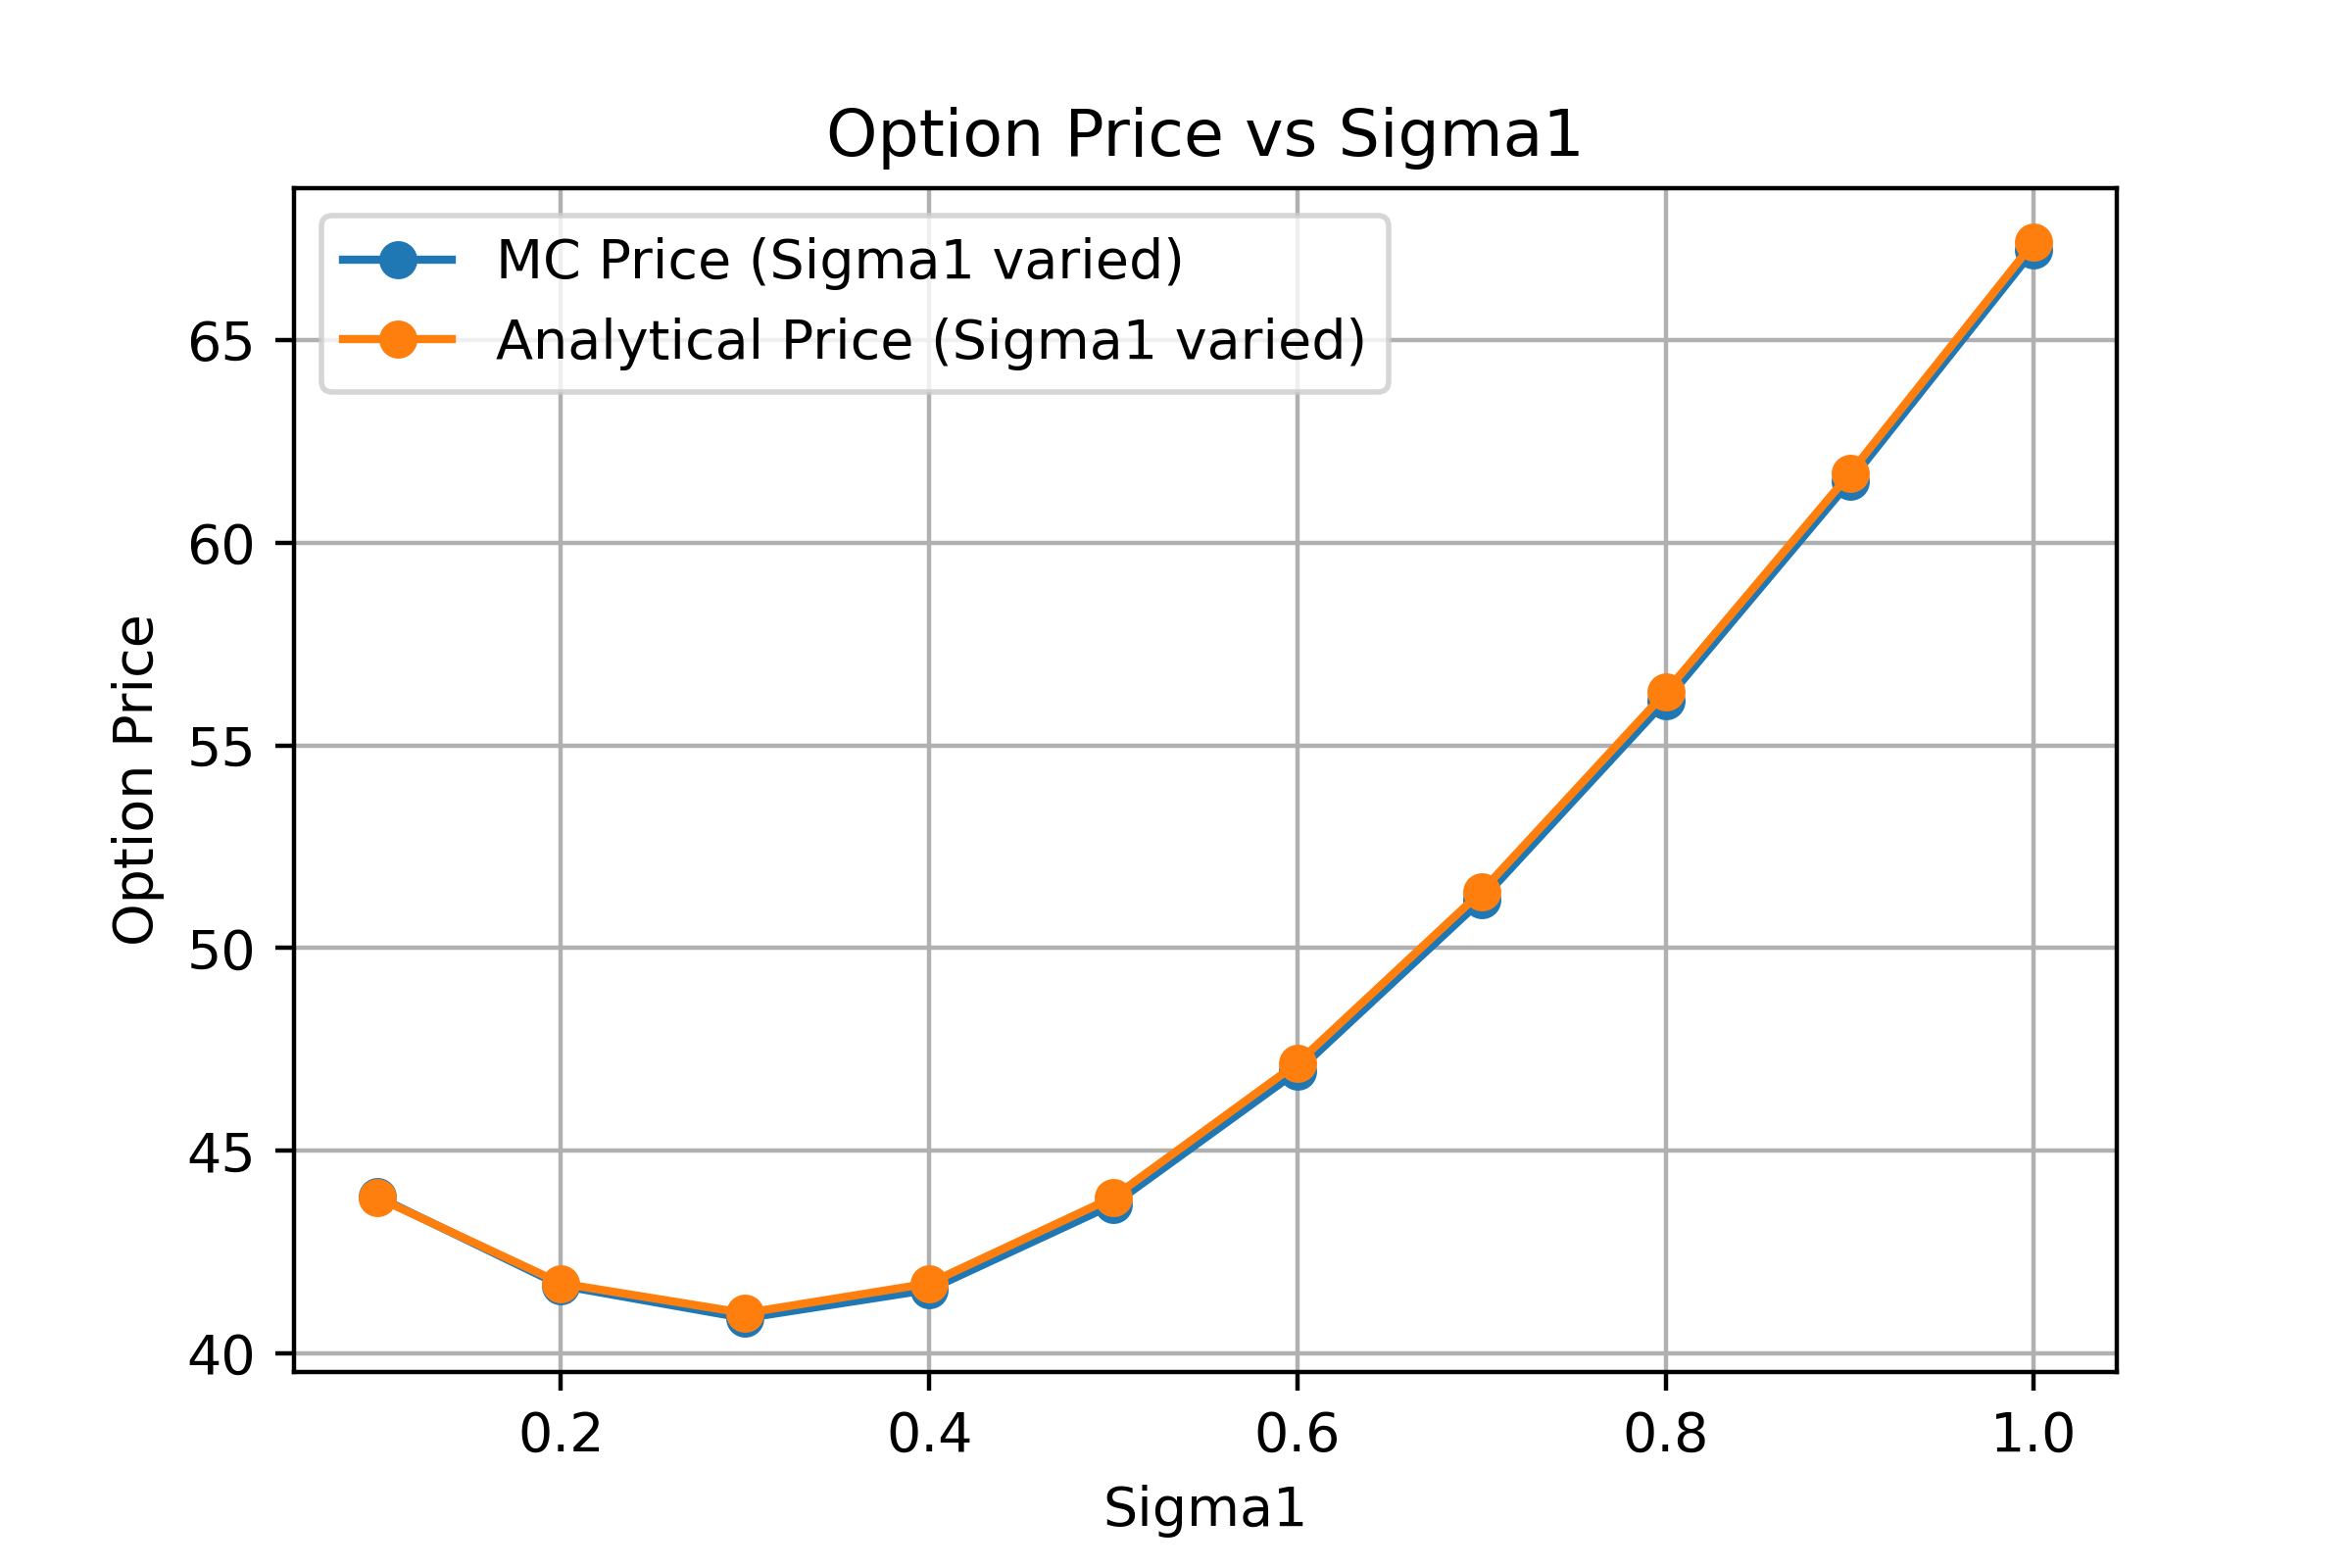 Option Price vs Sigma1
MC Price (Sigma1 varied)
Analytical Price (Sigma1 varied)
Option Price
65
60
55
50
45
40
0.2 0.4 0.6 0.8 1.0
Sigma1